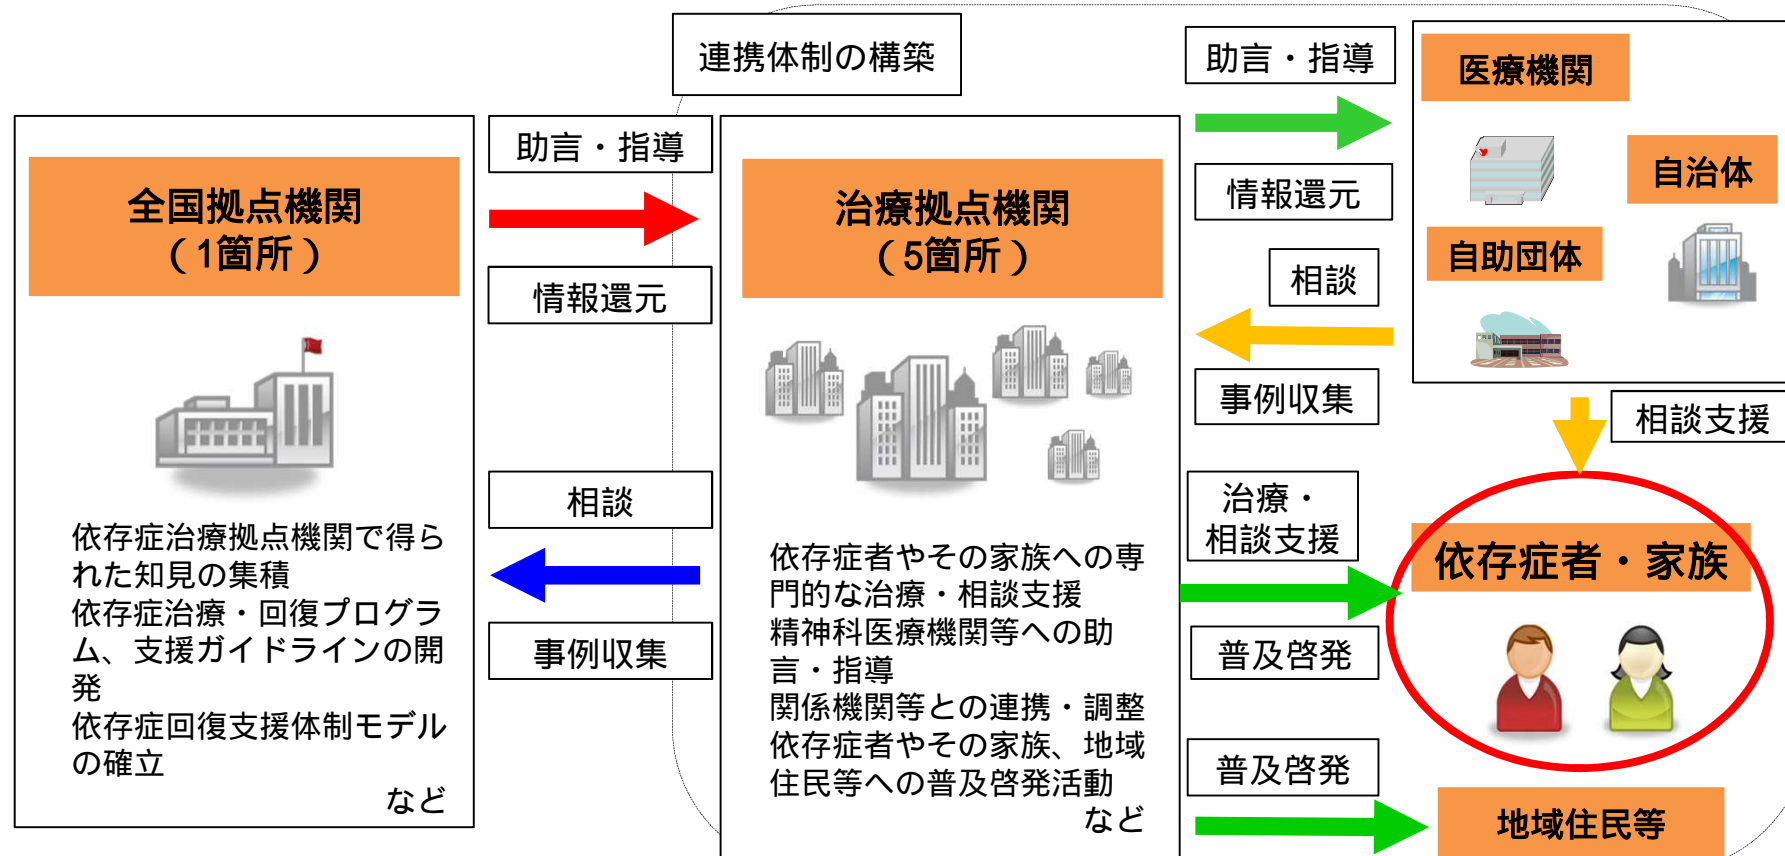 連携体制の構築
全国拠点機関
（1箇所）
依存症治療拠点機関で得ら
れた知見の集積
依存症治療・回復プログラ
ム、支援ガイドラインの開
発
依存症回復支援体制モデル
の確立
など
助言・指導
情報還元
相談
事例収集
治療拠点機関
（5箇所）
依存症者やその家族への専
門的な治療・相談支援
精神科医療機関等への助
言・指導
関係機関等との連携・調整
依存症者やその家族、地域
住民等への普及啓発活動
など
助言・指導
情報還元
相談
事例収集
治療・
相談支援
普及啓発
普及啓発
医療機関
自治体
自助団体
相談支援
依存症者・家族
地域住民等